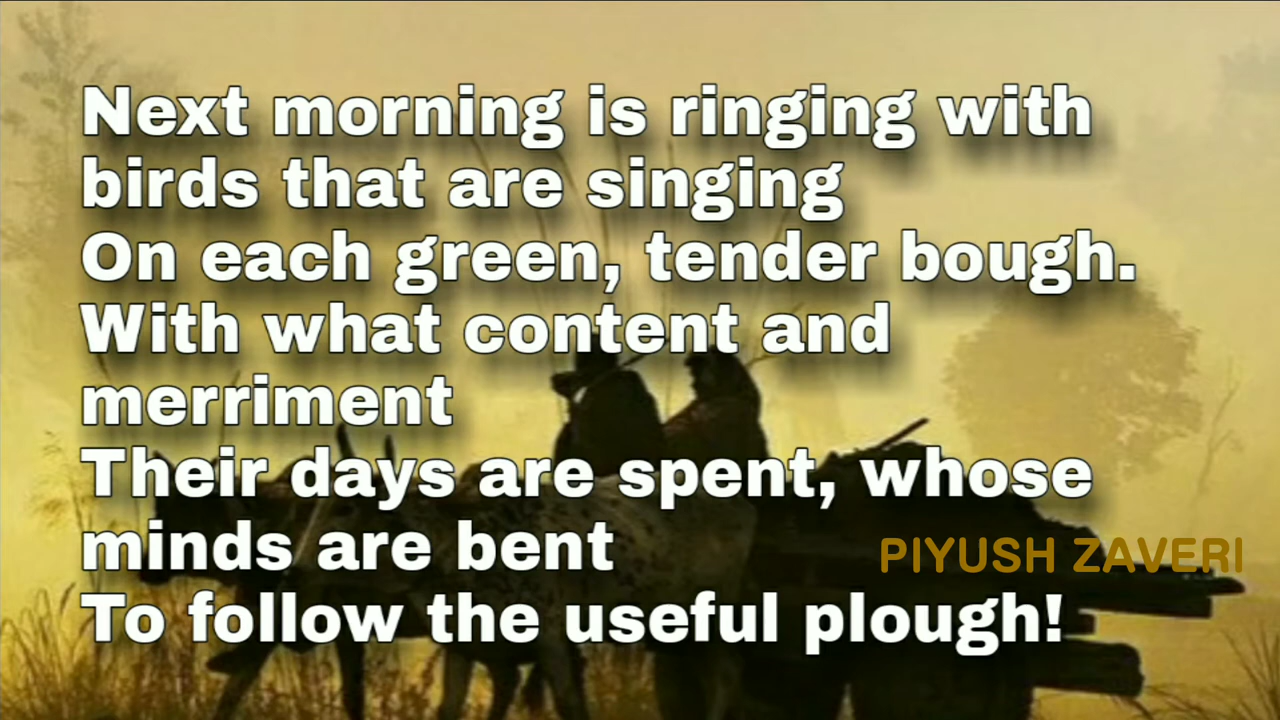 Next morning is ringing with
birds that are singing
On each green, tender bough.
With what content and
merriment
Their days are spent, whose
minds are bent
To follow the useful plough!
PIYUSH ZAVERI